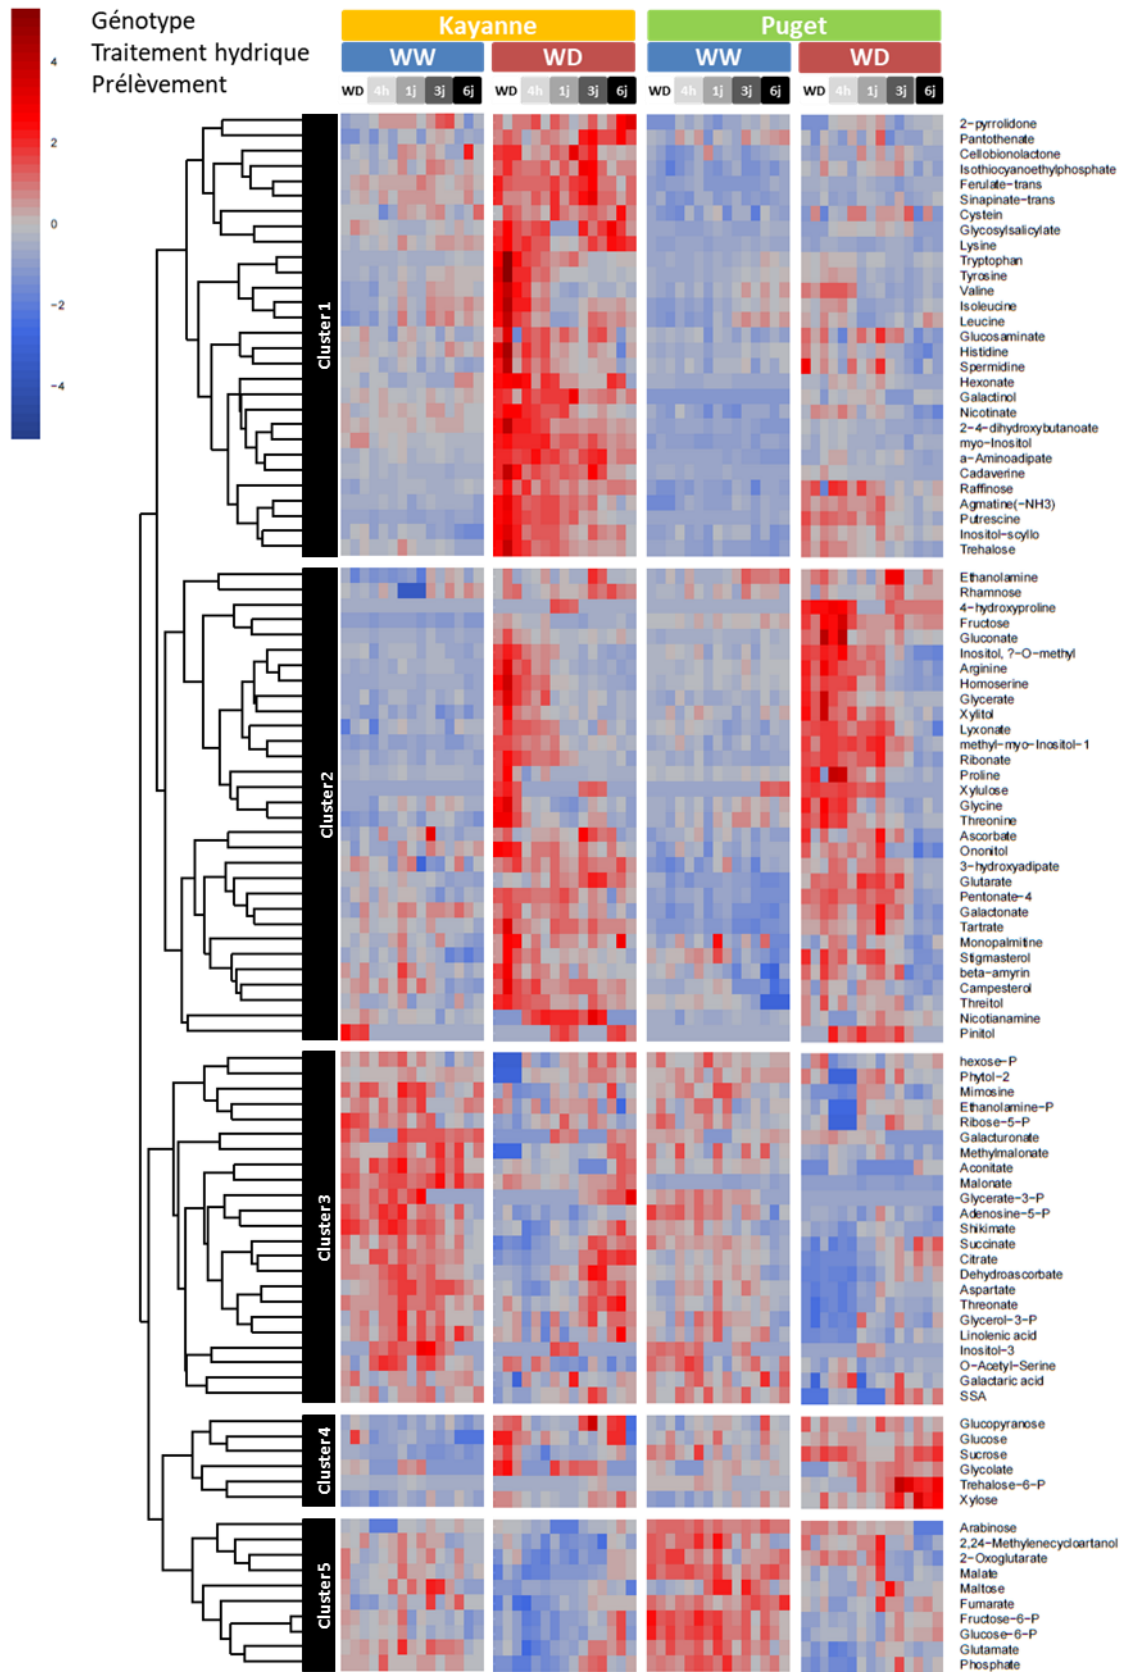 Génotype
Traitement hydrique
Prélèvement
Kayanne
Puget
WW
WD
WW
WD
WD 4h 1j 3j 6j
WD 4h 1j 3j 6j
WD 4h 1j 3j 6j
WD 4h 1j 3j 6j
4
2
0
−2
−4
Cluster1
2−pyrrolidone
Pantothenate
Cellobionolactone
Isothiocyanoethylphosphate
Ferulate−trans
Sinapinate−trans
Cystein
Glycosylsalicylate
Lysine
Tryptophan
Tyrosine
Valine
Isoleucine
Leucine
Glucosaminate
Histidine
Spermidine
Hexonate
Galactinol
Nicotinate
2−4−dihydroxybutanoate
myo−Inositol
a−Aminoadipate
Cadaverine
Raffinose
Agmatine(−NH3)
Putrescine
Inositol−scyllo
Trehalose
Cluster2
Ethanolamine
Rhamnose
4−hydroxyproline
Fructose
Gluconate
Inositol, ?−O−methyl
Arginine
Homoserine
Glycerate
Xylitol
Lyxonate
methyl−myo−Inositol−1
Ribonate
Proline
Xylulose
Glycine
Threonine
Ascorbate
Ononitol
3−hydroxyadipate
Glutarate
Pentonate−4
Galactonate
Tartrate
Monopalmitine
Stigmasterol
beta−amyrin
Campesterol
Threitol
Nicotianamine
Pinitol
Cluster3
hexose−P
Phytol−2
Mimosine
Ethanolamine−P
Ribose−5−P
Galacturonate
Methylmalonate
Aconitate
Malonate
Glycerate−3−P
Adenosine−5−P
Shikimate
Succinate
Citrate
Dehydroascorbate
Aspartate
Threonate
Glycerol−3−P
Linolenic acid
Inositol−3
O−Acetyl−Serine
Galactaric acid
SSA
Cluster4
Glucopyranose
Glucose
Sucrose
Glycolate
Trehalose−6−P
Xylose
Cluster5
Arabinose
2,24−Methylenecycloartanol
2−Oxoglutarate
Malate
Maltose
Fumarate
Fructose−6−P
Glucose−6−P
Glutamate
Phosphate